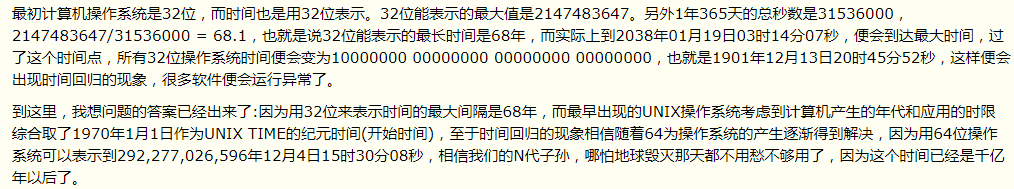 最初计算机操作系统是32位，而时间也是用32位表示。32位能表示的最大值是2147483647。另外1年365天的总秒数是31536000，
2147483647/31536000 = 68.1，也就是说32位能表示的最长时间是68年，而实际上到2038年01月19日03时14分07秒，便会到达最大时间，过
了这个时间点，所有32位操作系统时间便会变为10000000 00000000 00000000 00000000，也就是1901年12月13日20时45分52秒，这样便会
出现时间回归的现象，很多软件便会运行异常了。
到这里，我想问题的答案已经出来了:因为用32位来表示时间的最大间隔是68年，而最早出现的UNIX操作系统考虑到计算机产生的年代和应用的时限
综合取了1970年1月1日作为UNIX TIME的纪元时间(开始时间)，至于时间回归的现象相信随着64为操作系统的产生逐渐得到解决，因为用64位操作
系统可以表示到292,277,026,596年12月4日15时30分08秒，相信我们的N代子孙，哪怕地球毁灭那天都不用愁不够用了，因为这个时间已经是千亿
年以后了。